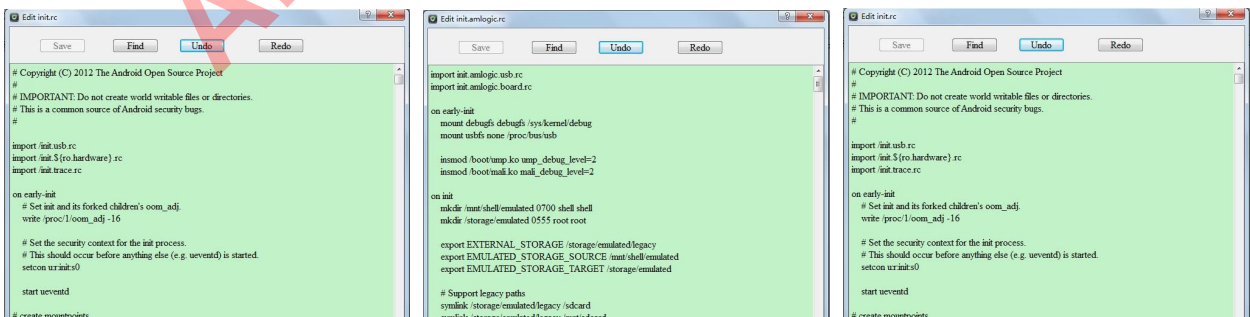 Edit init.rc
Save Find Undo Redo
# Copyright (C) 2012 The Android Open Source Project
#
# IMPORTANT: Do not create world writable files or directories.
# This is a common source of Android security bugs.
#
import /init.usb.rc
import /init.${ro.hardware}.rc
import /init.trace.rc
on early-init
# Set init and its forked children's oom_adj.
write /proc/1/oom_adj -16
# Set the security context for the init process.
# This should occur before anything else (e.g. ueventd) is started.
setcon u:r:init:s0
start ueventd
# create mountpoints
Edit init.amlogic.rc
Save Find Undo Redo
import init.amlogic.usb.rc
import init.amlogic.board.rc
on early-init
mount debugfs debugfs /sys/kernel/debug
mount usbfs none /proc/bus/usb
insmod /boot/ump.ko ump_debug_level=2
insmod /boot/mali.ko mali_debug_level=2
on init
mkdir /mnt/shell/emulated 0700 shell shell
mkdir /storage/emulated 0555 root root
export EXTERNAL_STORAGE /storage/emulated/legacy
export EMULATED_STORAGE_SOURCE /mnt/shell/emulated
export EMULATED_STORAGE_TARGET /storage/emulated
# Support legacy paths
symlink /storage/emulated/legacy /sdcard
symlink /storage/emulated/legacy /mnt/sdcard
Edit init.rc
Save Find Undo Redo
# Copyright (C) 2012 The Android Open Source Project
#
# IMPORTANT: Do not create world writable files or directories.
# This is a common source of Android security bugs.
#
import /init.usb.rc
import /init.${ro.hardware}.rc
import /init.trace.rc
on early-init
# Set init and its forked children's oom_adj.
write /proc/1/oom_adj -16
# Set the security context for the init process.
# This should occur before anything else (e.g. ueventd) is started.
setcon u:r:init:s0
start ueventd
# create mountpoints